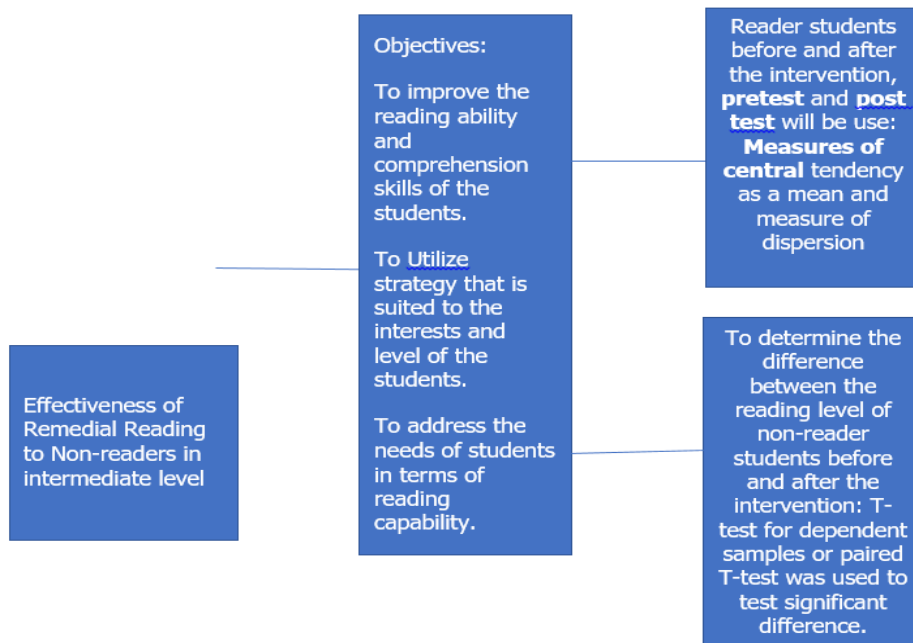 Effectiveness of
Remedial Reading
to Non-readers in
intermediate level
Objectives:
To improve the
reading ability
and
comprehension
skills of the
students.
To Utilize
strategy that is
suited to the
interests and
level of the
students.
To address the
needs of students
in terms of
reading
capability.
Reader students
before and after
the intervention,
pretest and post
test will be use:
Measures of
central tendency
as a mean and
measure of
dispersion
To determine the
difference
between the
reading level of
non-reader
students before
and after the
intervention: T-
test for dependent
samples or paired
T-test was used to
test significant
difference.